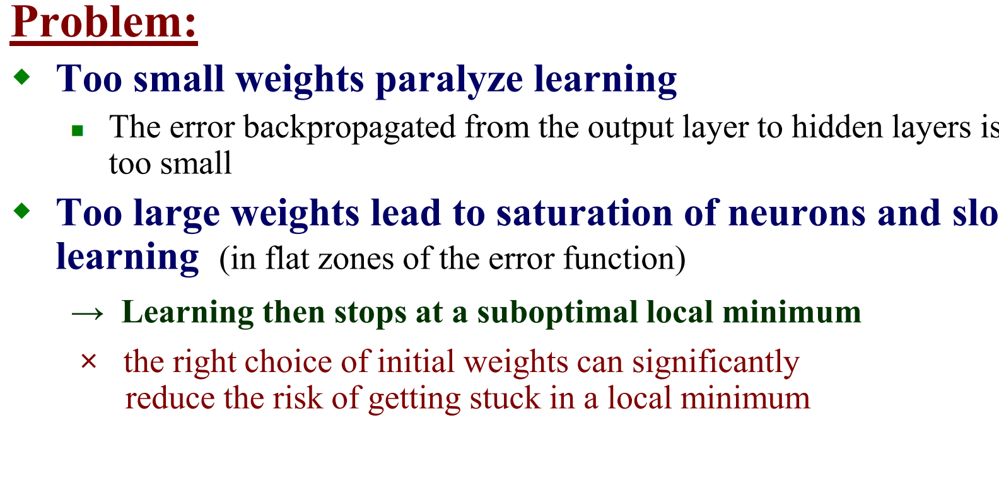 Problem:
◆ Too small weights paralyze learning
■ The error backpropagated from the output layer to hidden layers is
too small
◆ Too large weights lead to saturation of neurons and slo
learning (in flat zones of the error function)
→ Learning then stops at a suboptimal local minimum
× the right choice of initial weights can significantly
reduce the risk of getting stuck in a local minimum